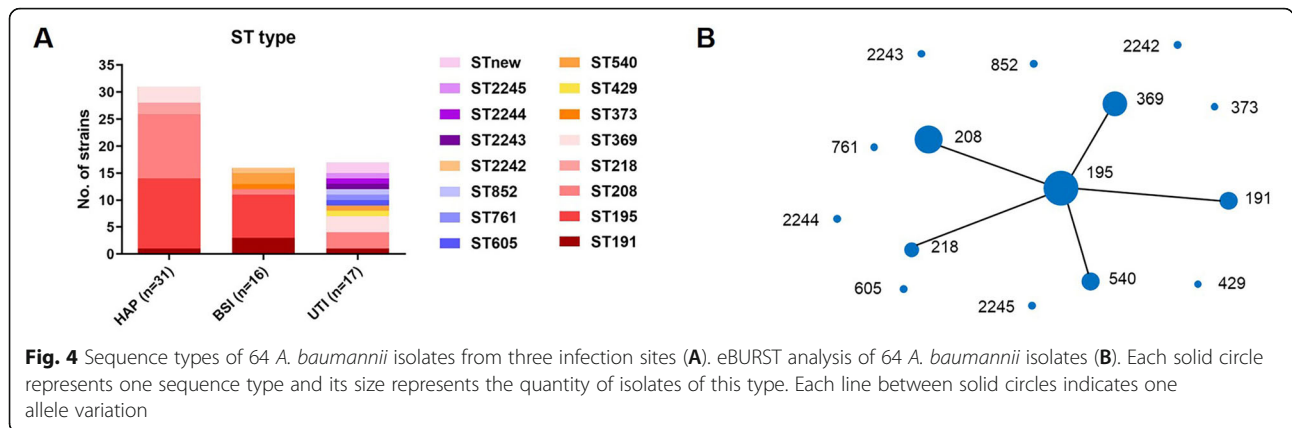 A
ST type
No. of strains
35
30
25
20
15
10
5
0
HAP (n=31)
BSI (n=16)
UTI (n=17)
STnew
ST2245
ST2244
ST2243
ST2242
ST852
ST761
ST605
ST540
ST429
ST373
ST369
ST218
ST208
ST195
ST191
B
2243
852
2242
369
373
208
761
195
191
2244
218
605
540
429
2245
Fig. 4 Sequence types of 64 A. baumannii isolates from three infection sites (A). eBURST analysis of 64 A. baumannii isolates (B). Each solid circle
represents one sequence type and its size represents the quantity of isolates of this type. Each line between solid circles indicates one
allele variation